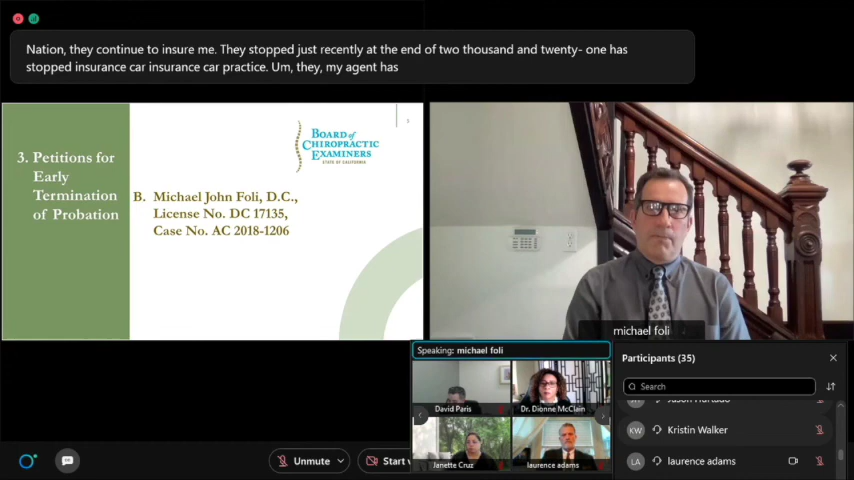 Nation, they continue to insure me. They stopped just recently at the end of two thousand and twenty- one has
stopped insurance car insurance car practice. Um, they, my agent has
3. Petitions for
Early
Termination
of Probation
5
BOARD of
CHIROPRACTIC
EXAMINERS
STATE OF CALIFORNIA
B. Michael John Foli, D.C.,
License No. DC 17135,
Case No. AC 2018-1206
michael foli
Speaking: michael foli
David Paris
Dr. Dionne McClain
Janette Cruz
laurence adams
Participants (35)
Search
Jason Hurtado
KW Kristin Walker
LA laurence adams
Unmute
Start v